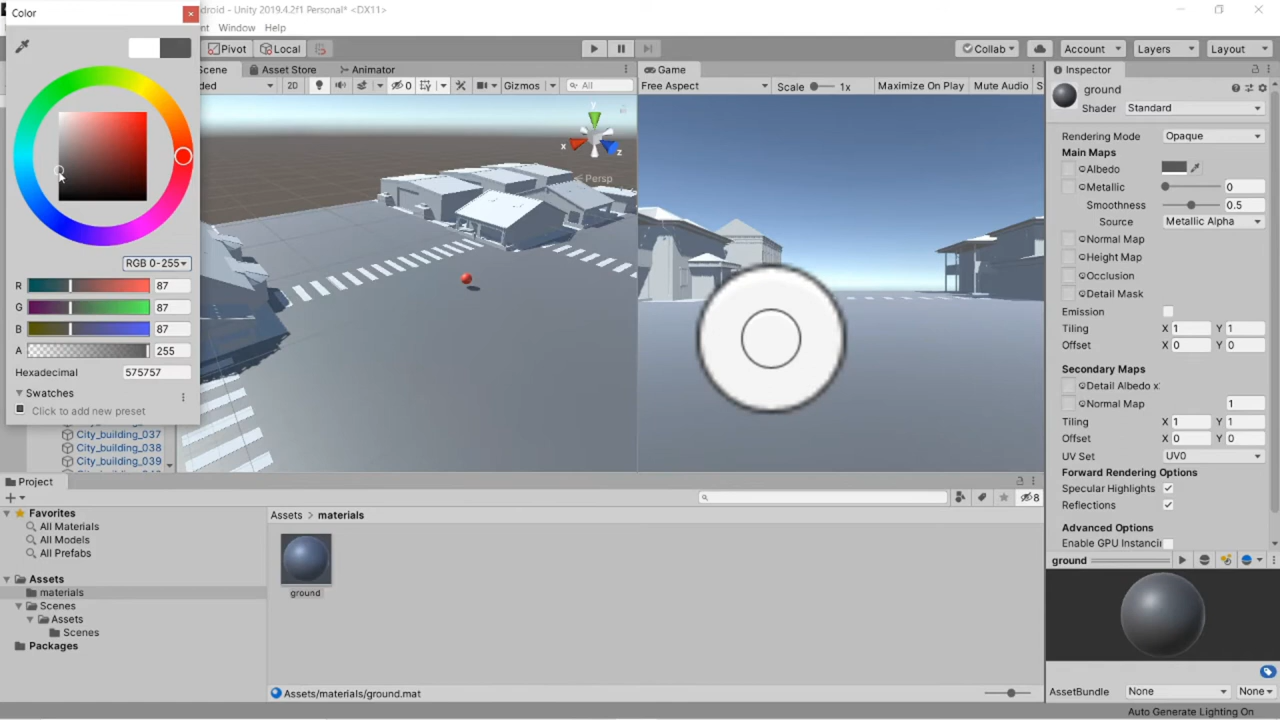 Color
droid - Unity 2019.4.2f1 Personal* <DX11>
Window Help
Pivot Local
Collab Account Layers Layout
Scene Asset Store Animator
Game
Inspector
2D 0 Gizmos All
Free Aspect Scale 1x Maximize On Play Mute Audio S
ground
Shader Standard
Rendering Mode Opaque
Main Maps
Albedo
Metallic 0
Smoothness 0.5
Source Metallic Alpha
Normal Map
Height Map
Occlusion
Detail Mask
Emission
Tiling X 1 Y 1
Offset X 0 Y 0
Secondary Maps
Detail Albedo x
Normal Map 1
Tiling X 1 Y 1
Offset X 0 Y 0
UV Set UV0
Forward Rendering Options
Specular Highlights
Reflections
Advanced Options
Enable GPU Instancin
ground
AssetBundle None None
Auto Generate Lighting On
y
x
z
Persp
RGB 0-255
R 87
G 87
B 87
A 255
Hexadecimal 575757
Swatches
Click to add new preset
City_building_037
City_building_038
City_building_039
Project
8
Favorites
All Materials
All Models
All Prefabs
Assets
materials
Scenes
Assets
Scenes
Packages
Assets > materials
ground
Assets/materials/ground.mat